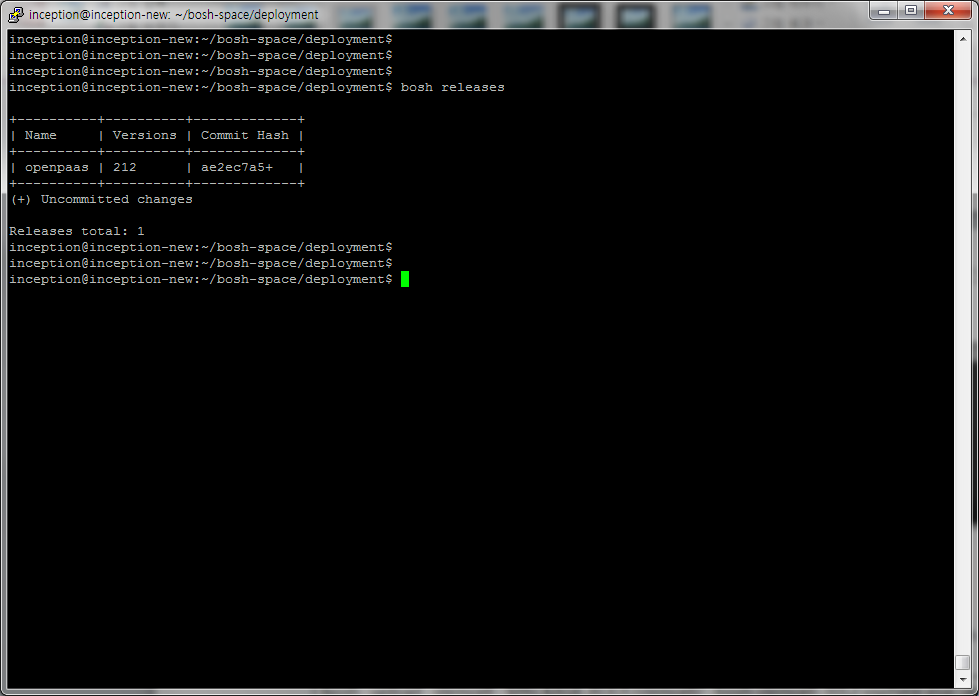 inception@inception-new: ~/bosh-space/deployment
inception@inception-new:~/bosh-space/deployment$
inception@inception-new:~/bosh-space/deployment$
inception@inception-new:~/bosh-space/deployment$
inception@inception-new:~/bosh-space/deployment$ bosh releases
+----------+----------+-------------+
| Name     | Versions | Commit Hash |
+----------+----------+-------------+
| openpaas | 212      | ae2ec7a5+   |
+----------+----------+-------------+
(+) Uncommitted changes
Releases total: 1
inception@inception-new:~/bosh-space/deployment$
inception@inception-new:~/bosh-space/deployment$
inception@inception-new:~/bosh-space/deployment$